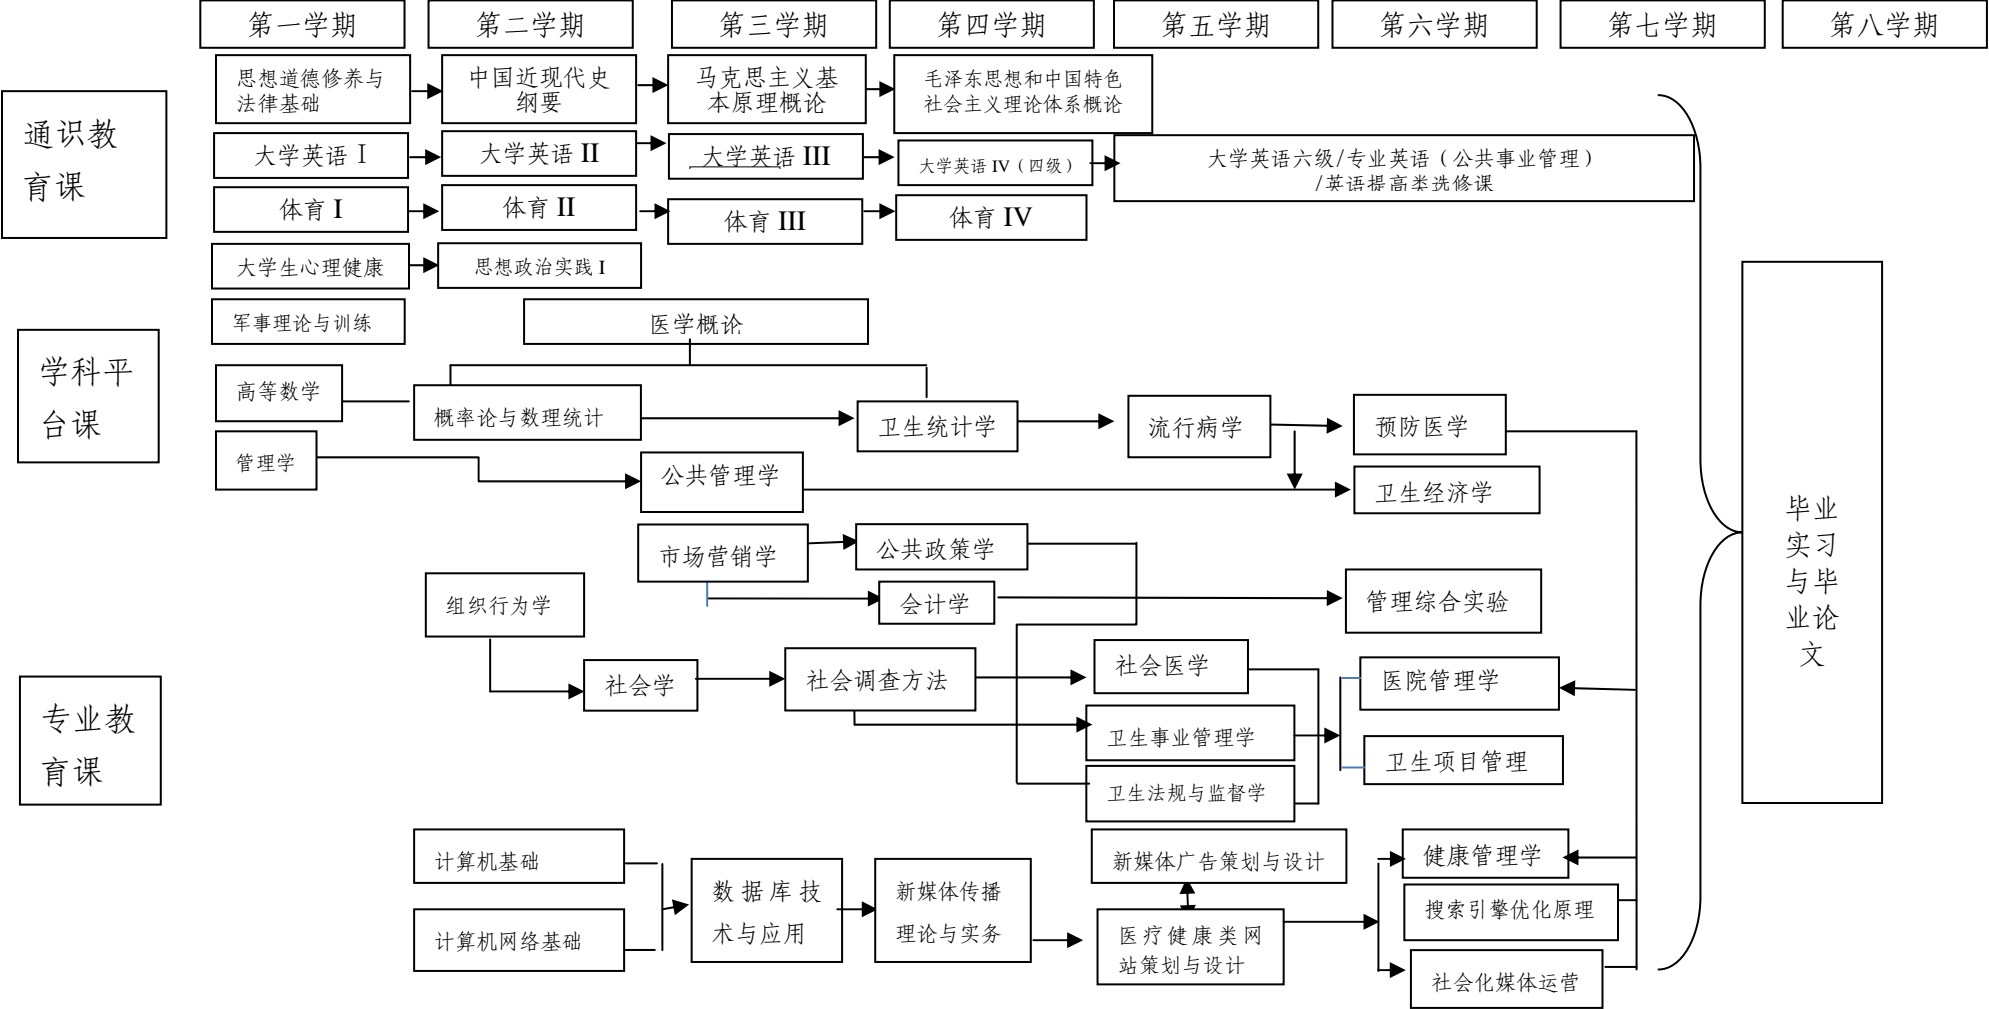 第一学期
第二学期
第三学期
第四学期
第五学期
第六学期
第七学期
第八学期
通识教
育课
思想道德修养与
法律基础
中国近现代史
纲要
马克思主义基
本原理概论
毛泽东思想和中国特色
社会主义理论体系概论
大学英语 I
大学英语 II
大学英语 III
大学英语 IV（四级）
大学英语六级/专业英语（公共事业管理）
/英语提高类选修课
体育 I
体育 II
体育 III
体育 IV
大学生心理健康
思想政治实践 I
军事理论与训练
医学概论
学科平
台课
高等数学
概率论与数理统计
卫生统计学
流行病学
预防医学
管理学
公共管理学
卫生经济学
市场营销学
公共政策学
组织行为学
会计学
管理综合实验
专业教
育课
社会学
社会调查方法
社会医学
医院管理学
卫生事业管理学
卫生项目管理
卫生法规与监督学
计算机基础
计算机网络基础
数据库技
术与应用
新媒体传播
理论与实务
新媒体广告策划与设计
医疗健康类网
站策划与设计
健康管理学
搜索引擎优化原理
社会化媒体运营
毕业
实习
与毕
业论
文